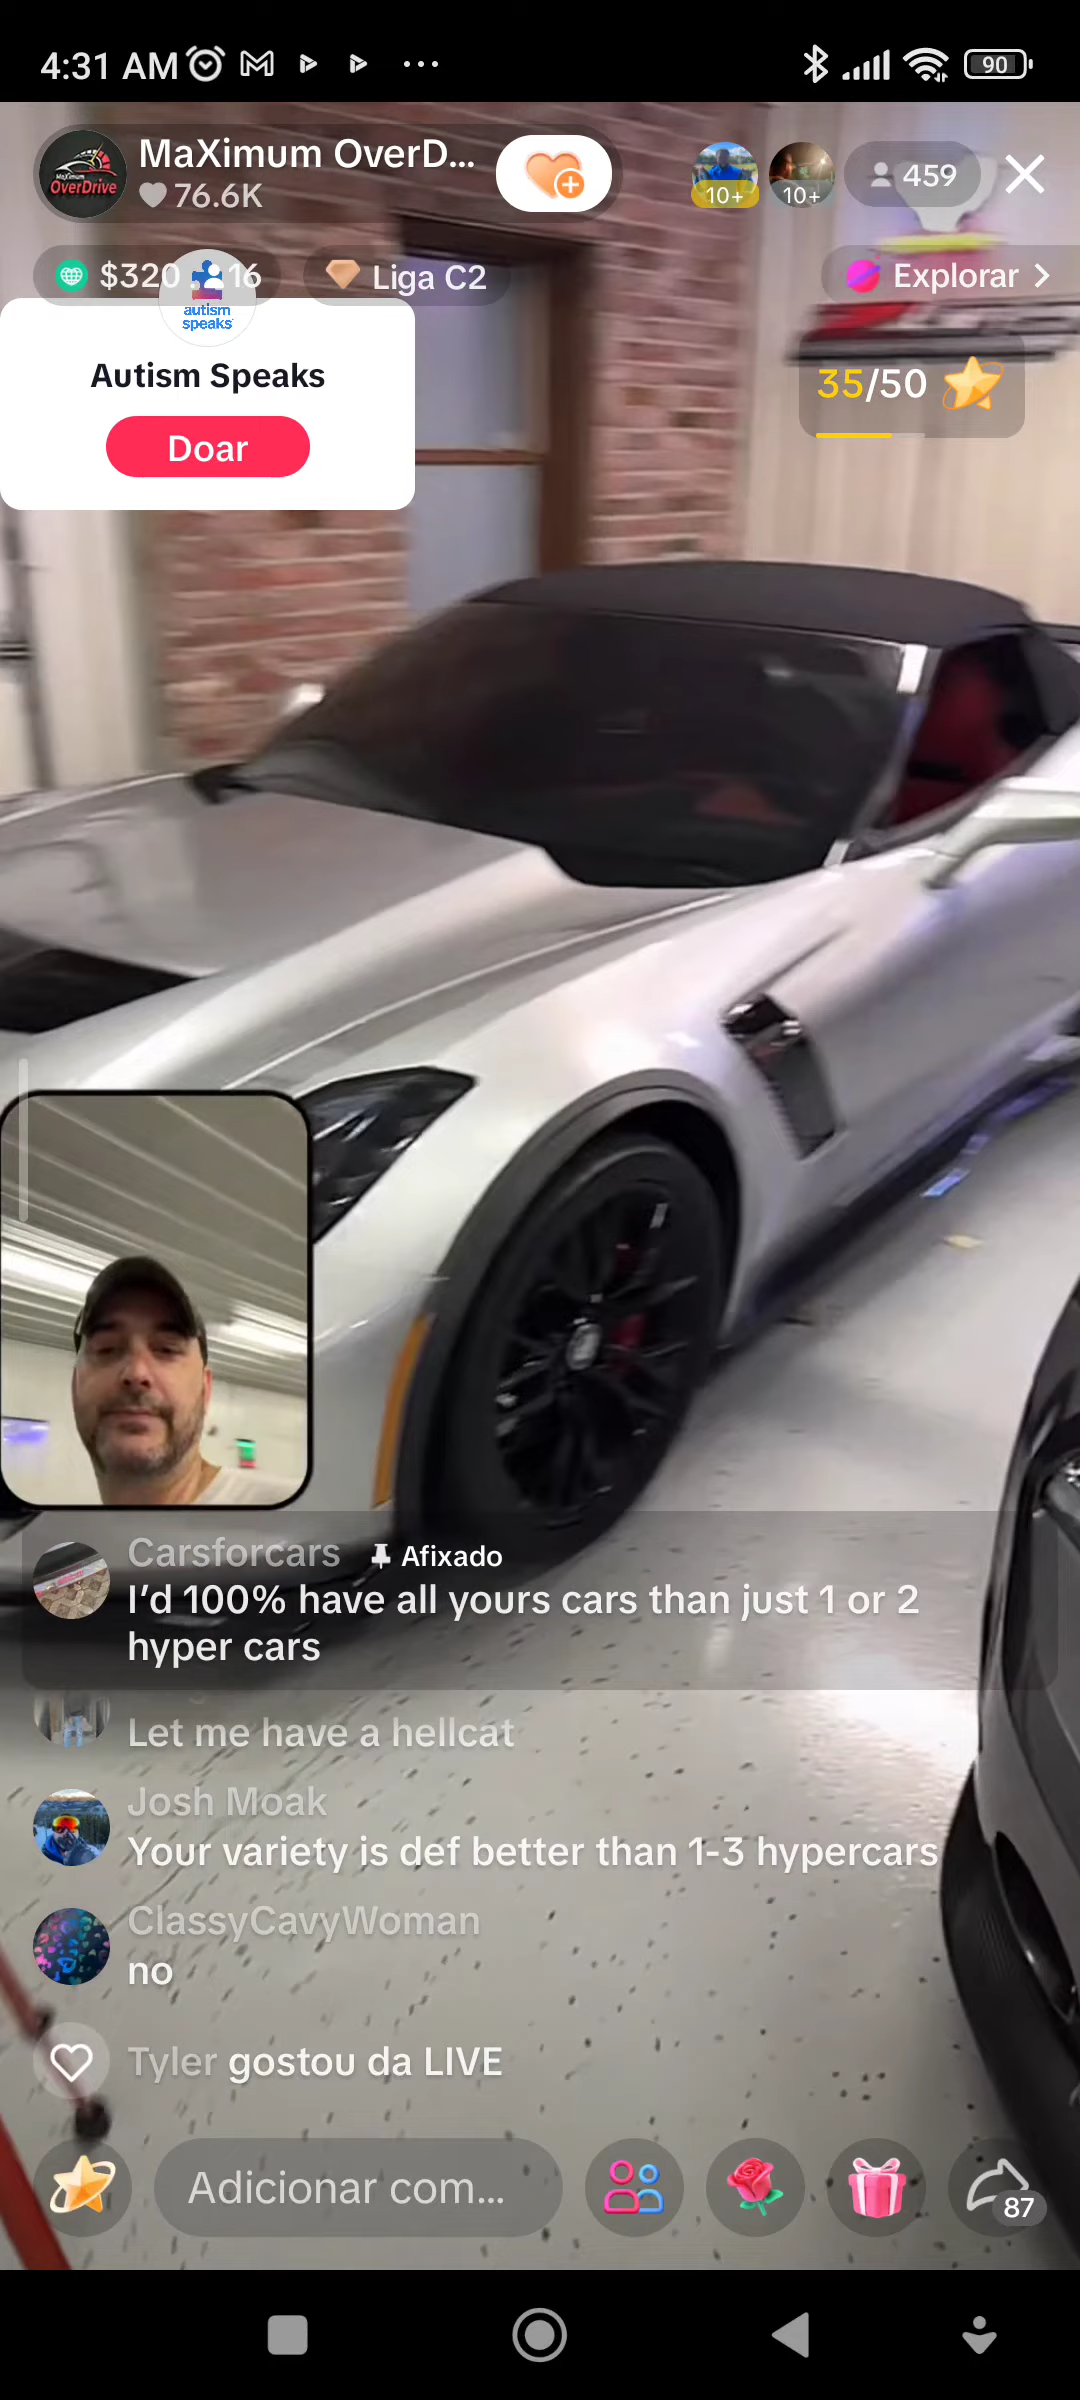 4:31 AM
90
MaXimum OverD...
76.6K
MaXimum
OverDrive
10+
10+
459
$320
16
Liga C2
Explorar
autism
speaks
Autism Speaks
Doar
35/50
Carsforcars Afixado
I’d 100% have all yours cars than just 1 or 2
hyper cars
Let me have a hellcat
Josh Moak
Your variety is def better than 1-3 hypercars
ClassyCavyWoman
no
Tyler gostou da LIVE
Adicionar com...
87